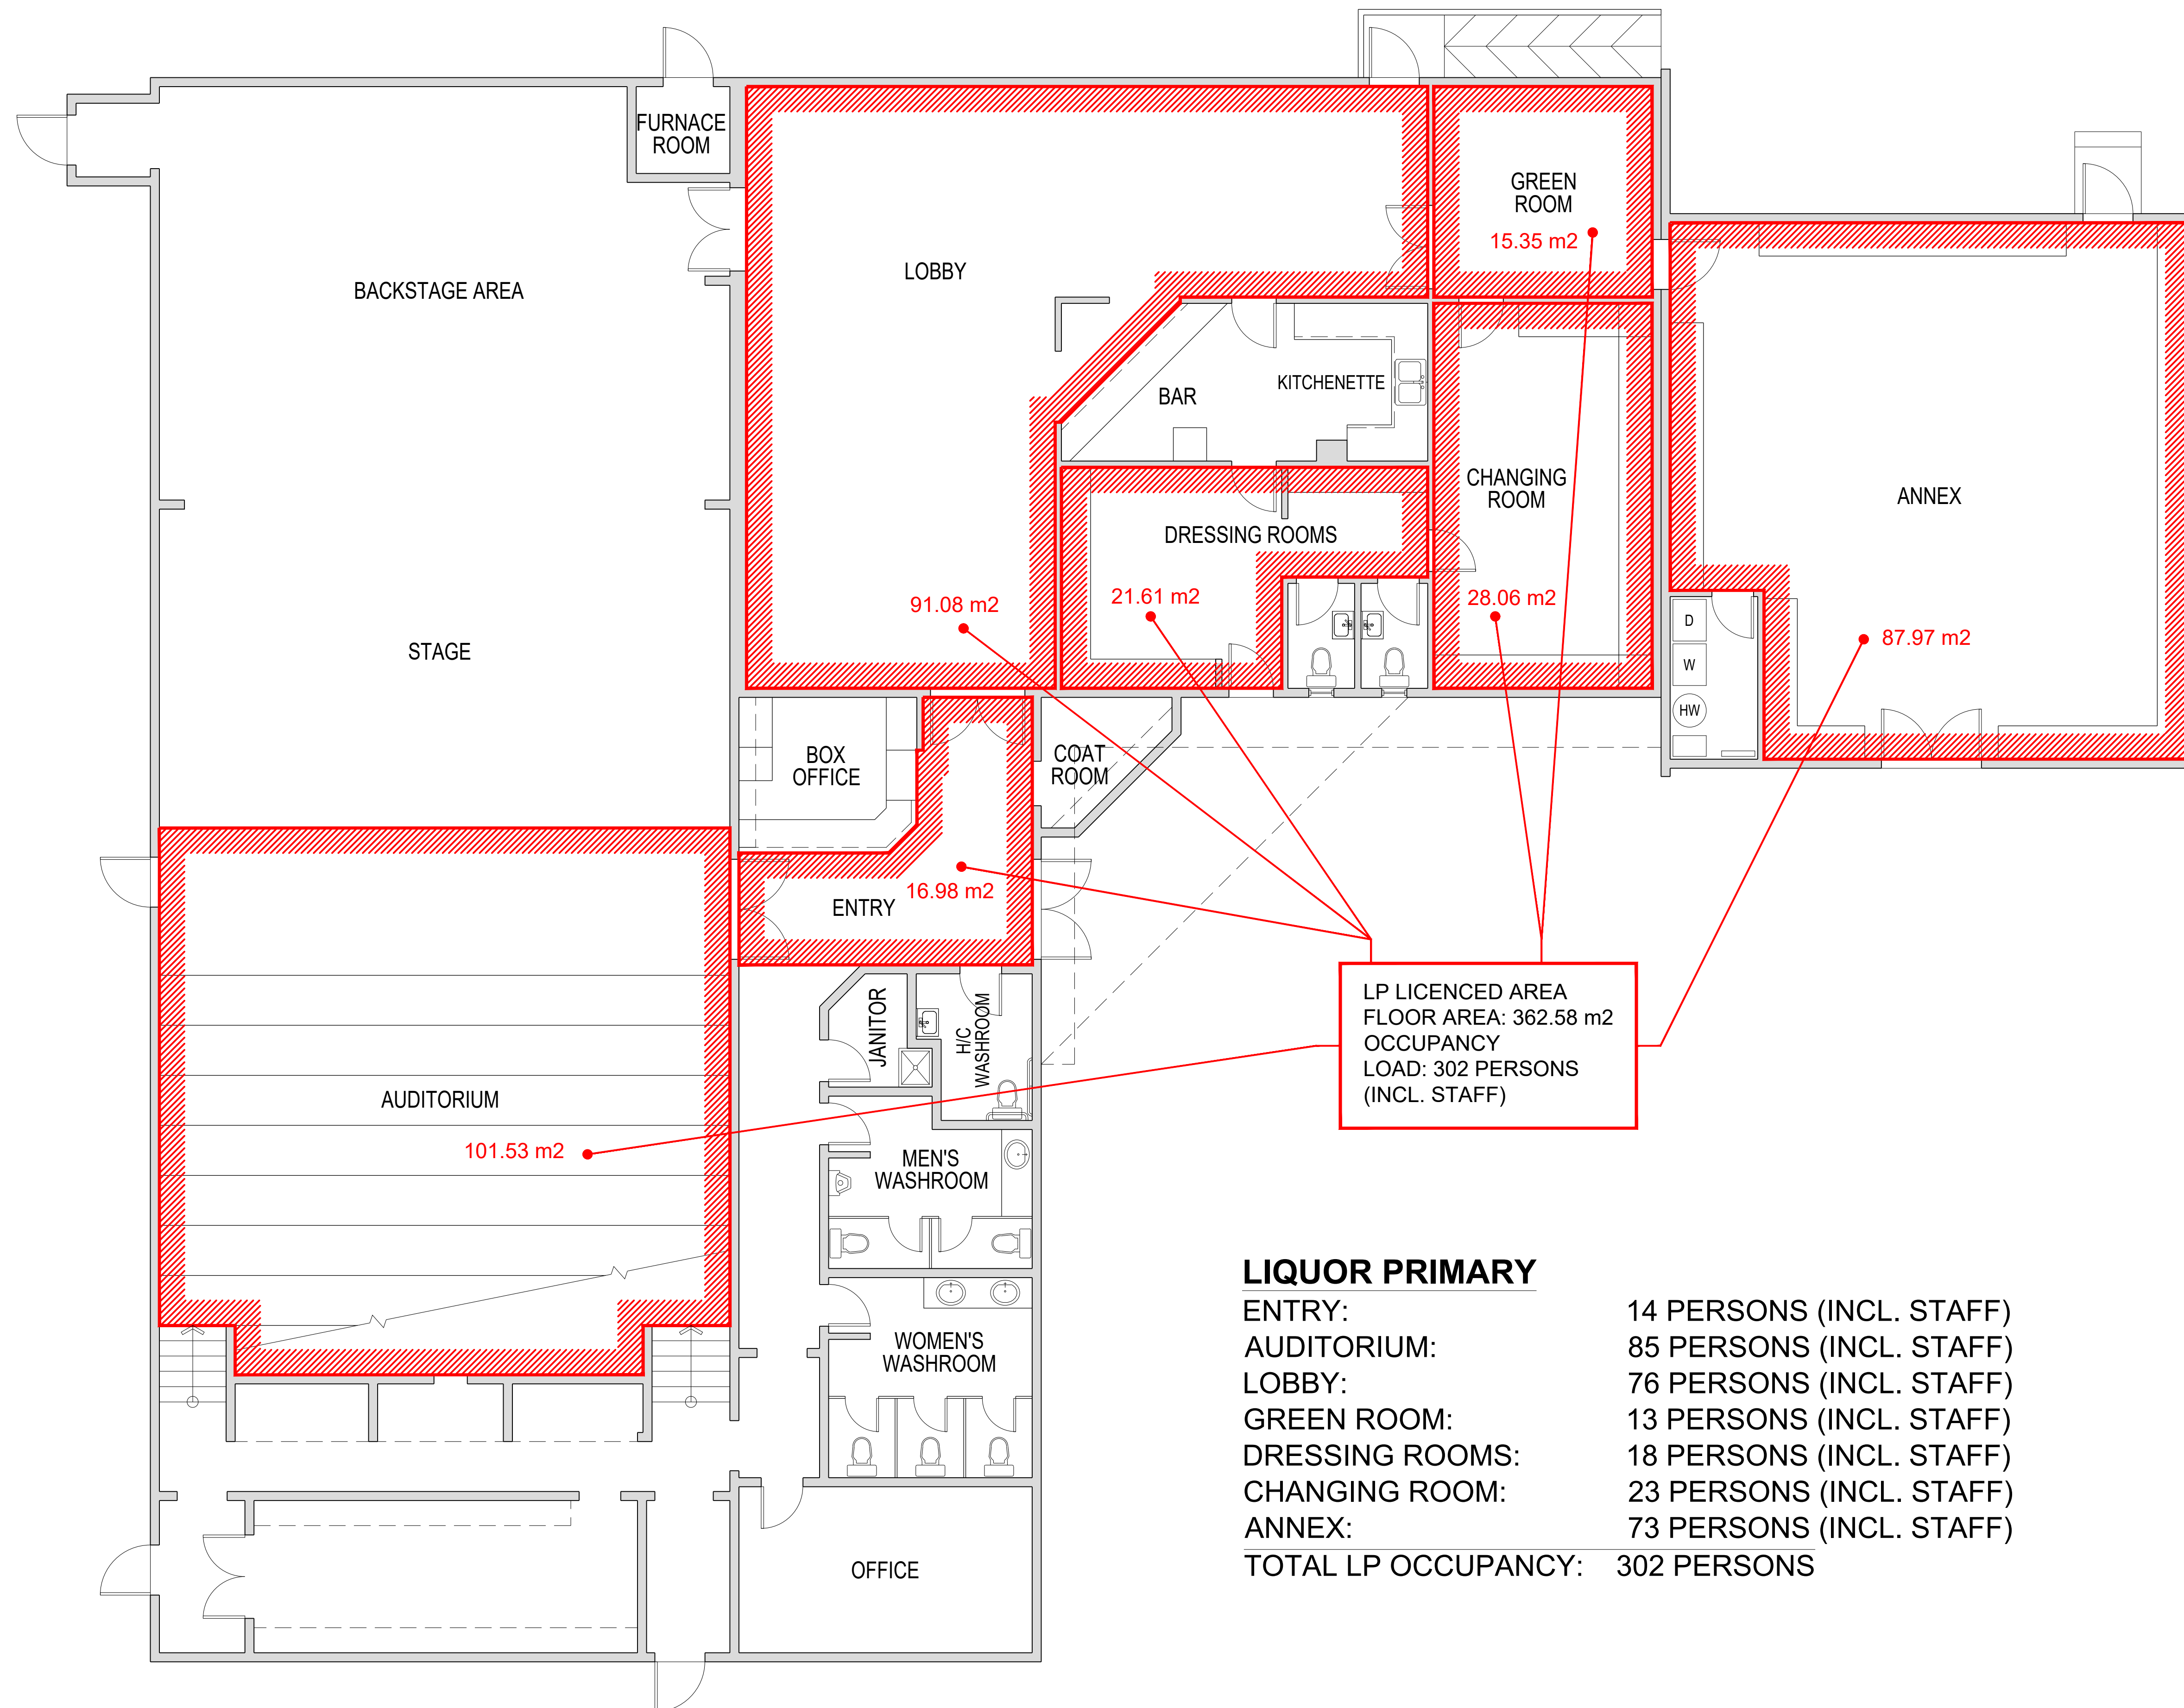 FURNACE
ROOM
GREEN
ROOM
15.35 m2
LOBBY
BACKSTAGE AREA
KITCHENETTE
BAR
CHANGING
ROOM
ANNEX
DRESSING ROOMS
91.08 m2
21.61 m2
28.06 m2
D
87.97 m2
STAGE
W
HW
BOX
OFFICE
COAT
ROOM
16.98 m2
ENTRY
LP LICENCED AREA
FLOOR AREA: 362.58 m2
OCCUPANCY
LOAD: 302 PERSONS
(INCL. STAFF)
JANITOR
H/C
WASHROOM
AUDITORIUM
101.53 m2
MEN'S
WASHROOM
WOMEN'S
WASHROOM
OFFICE
LIQUOR PRIMARY
ENTRY: 14 PERSONS (INCL. STAFF)
AUDITORIUM: 85 PERSONS (INCL. STAFF)
LOBBY: 76 PERSONS (INCL. STAFF)
GREEN ROOM: 13 PERSONS (INCL. STAFF)
DRESSING ROOMS: 18 PERSONS (INCL. STAFF)
CHANGING ROOM: 23 PERSONS (INCL. STAFF)
ANNEX: 73 PERSONS (INCL. STAFF)
TOTAL LP OCCUPANCY: 302 PERSONS